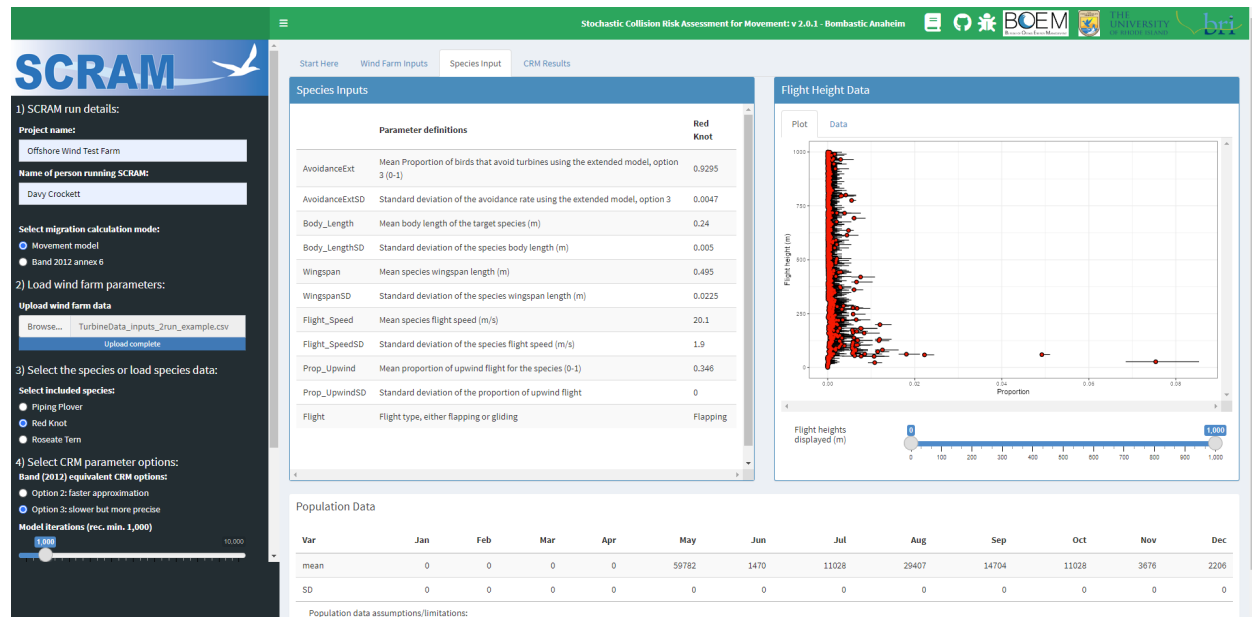 Stochastic Collision Risk Assessment for Movement: v 2.0.1 - Bombastic Anaheim
BOEM
THE
UNIVERSITY
OF RHODE ISLAND
bri
SCRAM
1) SCRAM run details:
Project name:
Offshore Wind Test Farm
Name of person running SCRAM:
Davy Crockett
Select migration calculation mode:
Movement model
Band 2012 annex 6
2) Load wind farm parameters:
Upload wind farm data
Browse... TurbineData_inputs_2run_example.csv
Upload complete
3) Select the species or load species data:
Select included species:
Piping Plover
Red Knot
Roseate Tern
4) Select CRM parameter options:
Band (2012) equivalent CRM options:
Option 2: faster approximation
Option 3: slower but more precise
Model iterations (rec. min. 1,000)
1,000 10,000
Start Here Wind Farm Inputs Species Input CRM Results
Species Inputs
Parameter definitions Red
Knot
AvoidanceExt Mean Proportion of birds that avoid turbines using the extended model, option
3 (0-1) 0.9295
AvoidanceExtSD Standard deviation of the avoidance rate using the extended model, option 3 0.0047
Body_Length Mean body length of the target species (m) 0.24
Body_LengthSD Standard deviation of the species body length (m) 0.005
Wingspan Mean species wingspan length (m) 0.495
WingspanSD Standard deviation of the species wingspan length (m) 0.0225
Flight_Speed Mean species flight speed (m/s) 20.1
Flight_SpeedSD Standard deviation of the species flight speed (m/s) 1.9
Prop_Upwind Mean proportion of upwind flight for the species (0-1) 0.346
Prop_UpwindSD Standard deviation of the proportion of upwind flight 0
Flight Flight type, either flapping or gliding Flapping
Flight Height Data
Plot Data
1000
750
500
250
0
Flight height (m)
0.00 0.02 0.04 0.06 0.08
Proportion
Flight heights
displayed (m)
0 1,000
0 100 200 300 400 500 600 700 800 900 1,000
Population Data
Var Jan Feb Mar Apr May Jun Jul Aug Sep Oct Nov Dec
mean 0 0 0 0 59782 1470 11028 29407 14704 11028 3676 2206
SD 0 0 0 0 0 0 0 0 0 0 0 0
Population data assumptions/limitations: